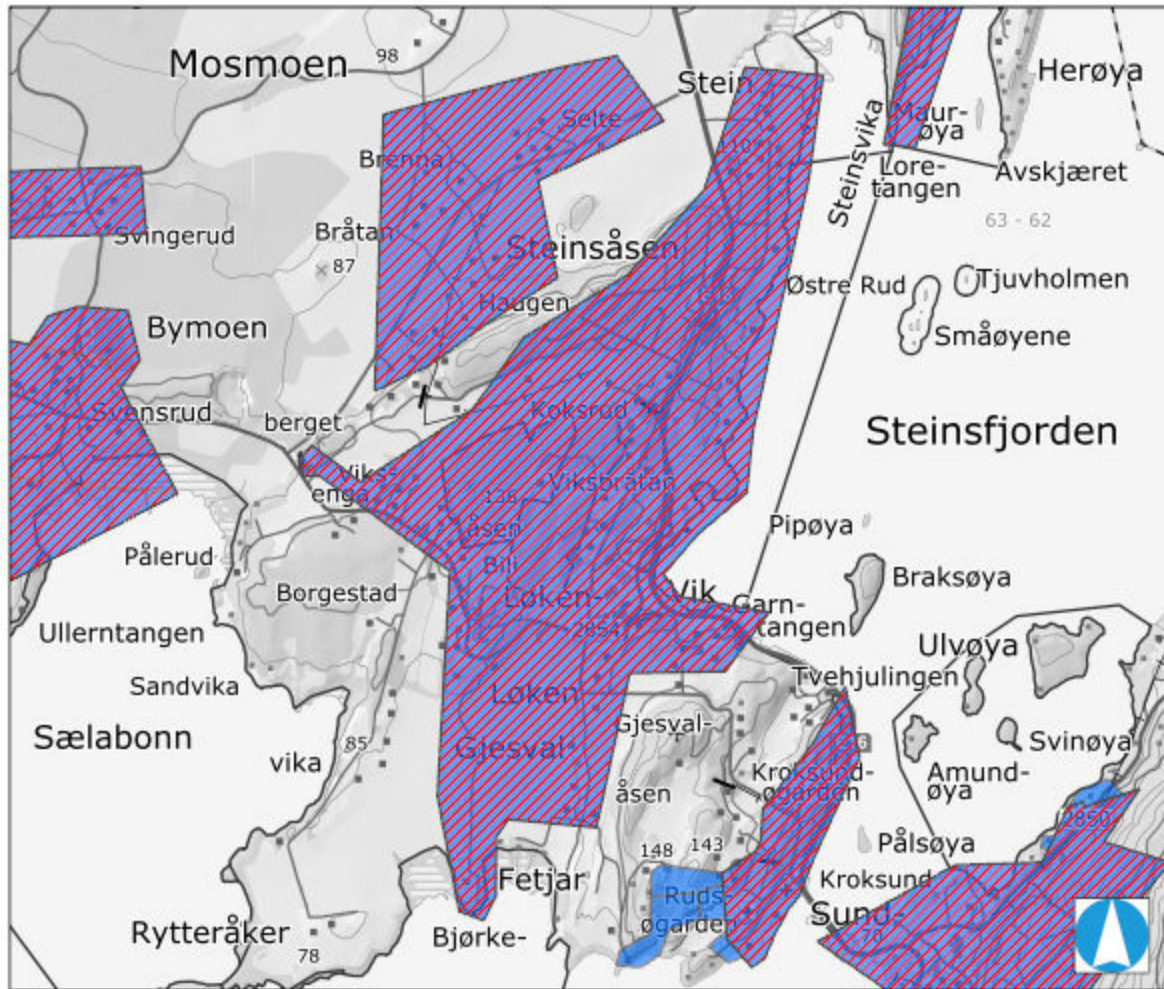 Mosmoen
98
Stein
Herøya
Selte
Maur-
øya
Brenna
Steinsvika
Lore-
tangen
Avskjæret
63 - 62
Svingerud
Bråtan
87
Steinsåsen
Østre Rud
Tjuvholmen
Haugen
Bymoen
Småøyene
Svensrud
berget
Koksrud
Steinsfjorden
Viks-
enga
Viksbråtan
åsen
Pipøya
Pålerud
Bili
Braksøya
Borgestad
Løken-
Vik
Garn-
tangen
Ullerntangen
2854
Ulvøya
Sandvika
Løken
Tvehjulingen
Sælabonn
85
Gjesval
Gjesval-
åsen
Svinøya
vika
Kroksund-
øgarden
Amund-
øya
2850
148
143
Pålsøya
Fetjar
Ruds
øgarden
Kroksund
Sund-
Rytteråker
78
Bjørke-